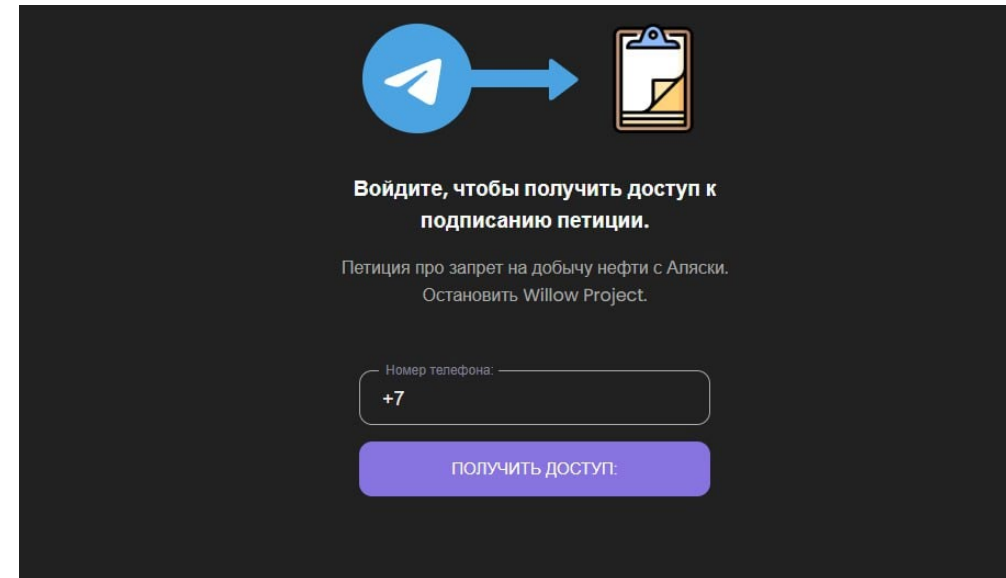 Войдите, чтобы получить доступ к
подписанию петиции.
Петиция про запрет на добычу нефти с Аляски.
Остановить Willow Project.
Номер телефона:
+7
ПОЛУЧИТЬ ДОСТУП: